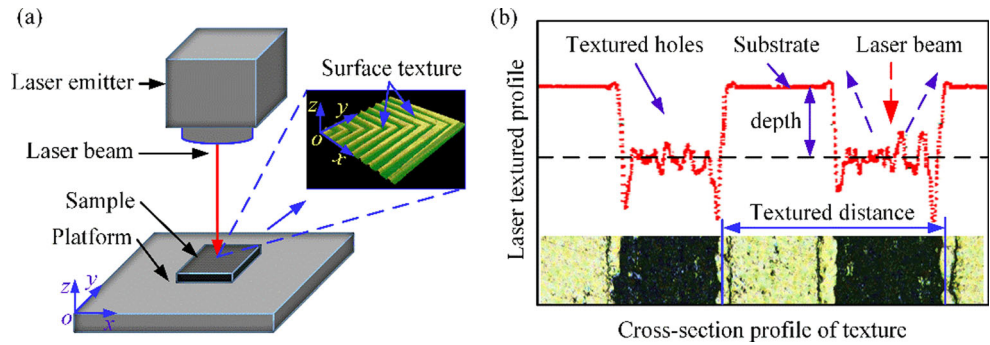 (a)
Laser emitter
Laser beam
Sample
Platform
Surface texture
z
y
o
x
z
y
o
x
(b)
Laser textured profile
Textured holes
Substrate
Laser beam
depth
Textured distance
Cross-section profile of texture